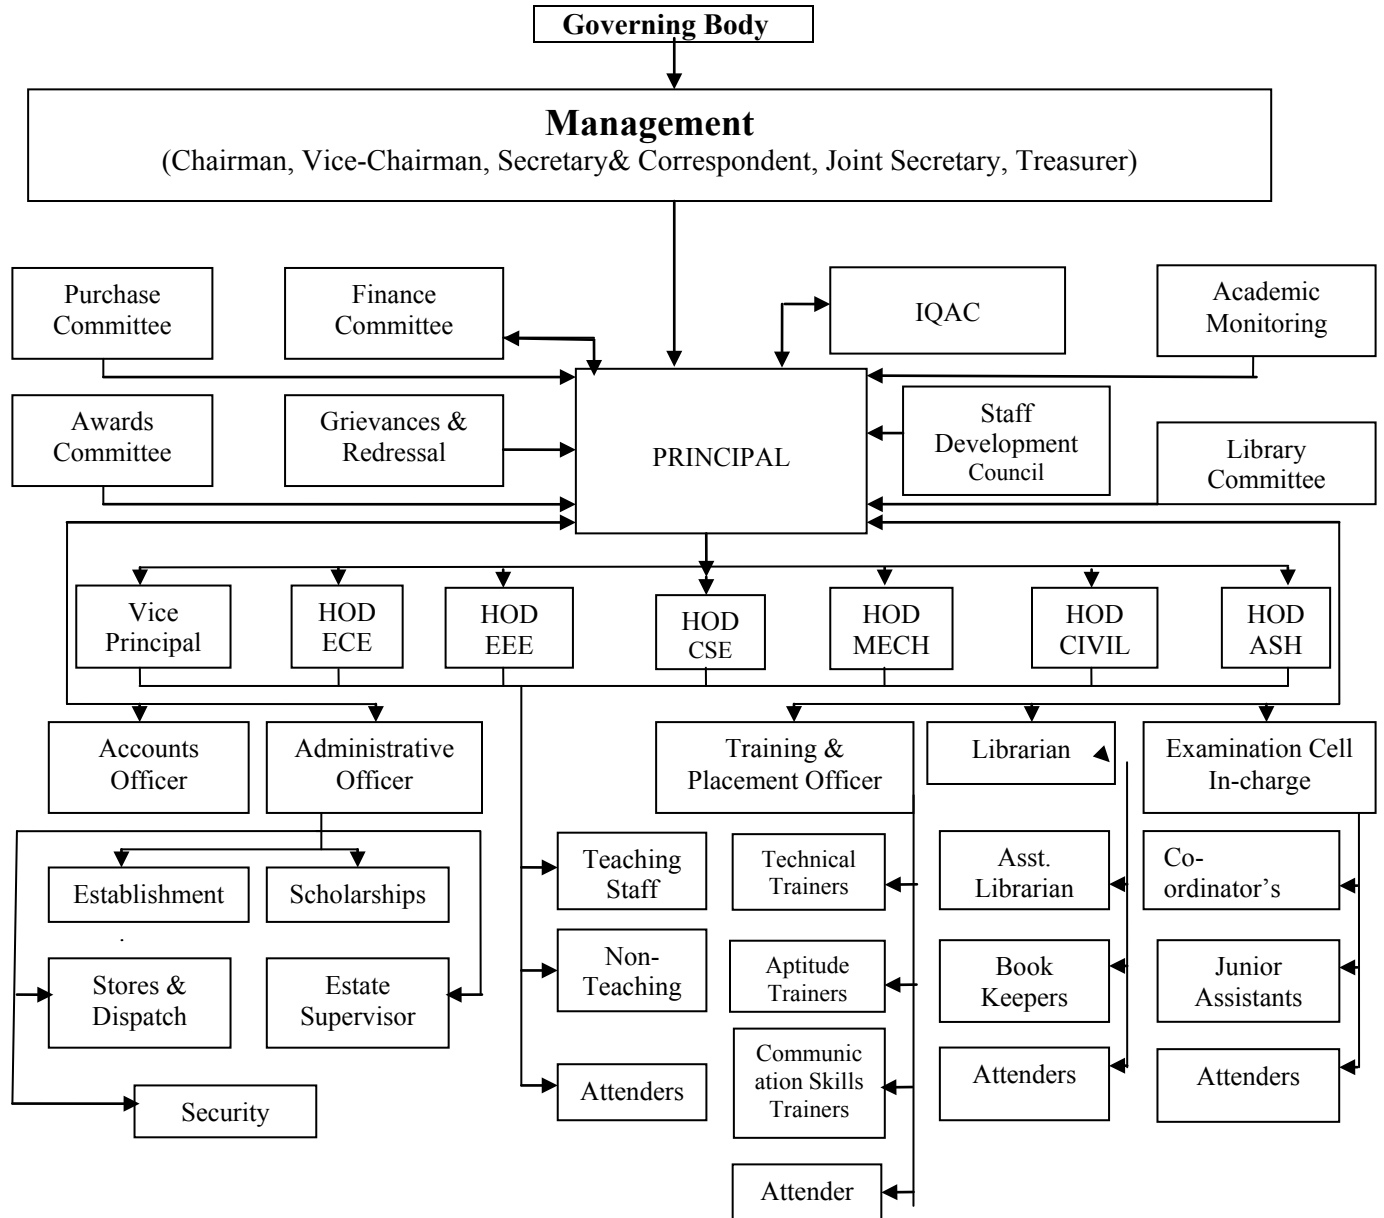 Governing Body
Management
(Chairman, Vice-Chairman, Secretary& Correspondent, Joint Secretary, Treasurer)
Purchase
Committee
Finance
Committee
IQAC
Academic
Monitoring
Awards
Committee
Grievances &
Redressal
PRINCIPAL
Staff
Development
Council
Library
Committee
Vice
Principal
HOD
ECE
HOD
EEE
HOD
CSE
HOD
MECH
HOD
CIVIL
HOD
ASH
Accounts
Officer
Administrative
Officer
Training &
Placement Officer
Librarian
Examination Cell
In-charge
Establishment
.
Scholarships
Teaching
Staff
Technical
Trainers
Asst.
Librarian
Co-
ordinator’s
Stores &
Dispatch
Estate
Supervisor
Non-
Teaching
Aptitude
Trainers
Book
Keepers
Junior
Assistants
Security
Attenders
Communic
ation Skills
Trainers
Attenders
Attenders
Attender